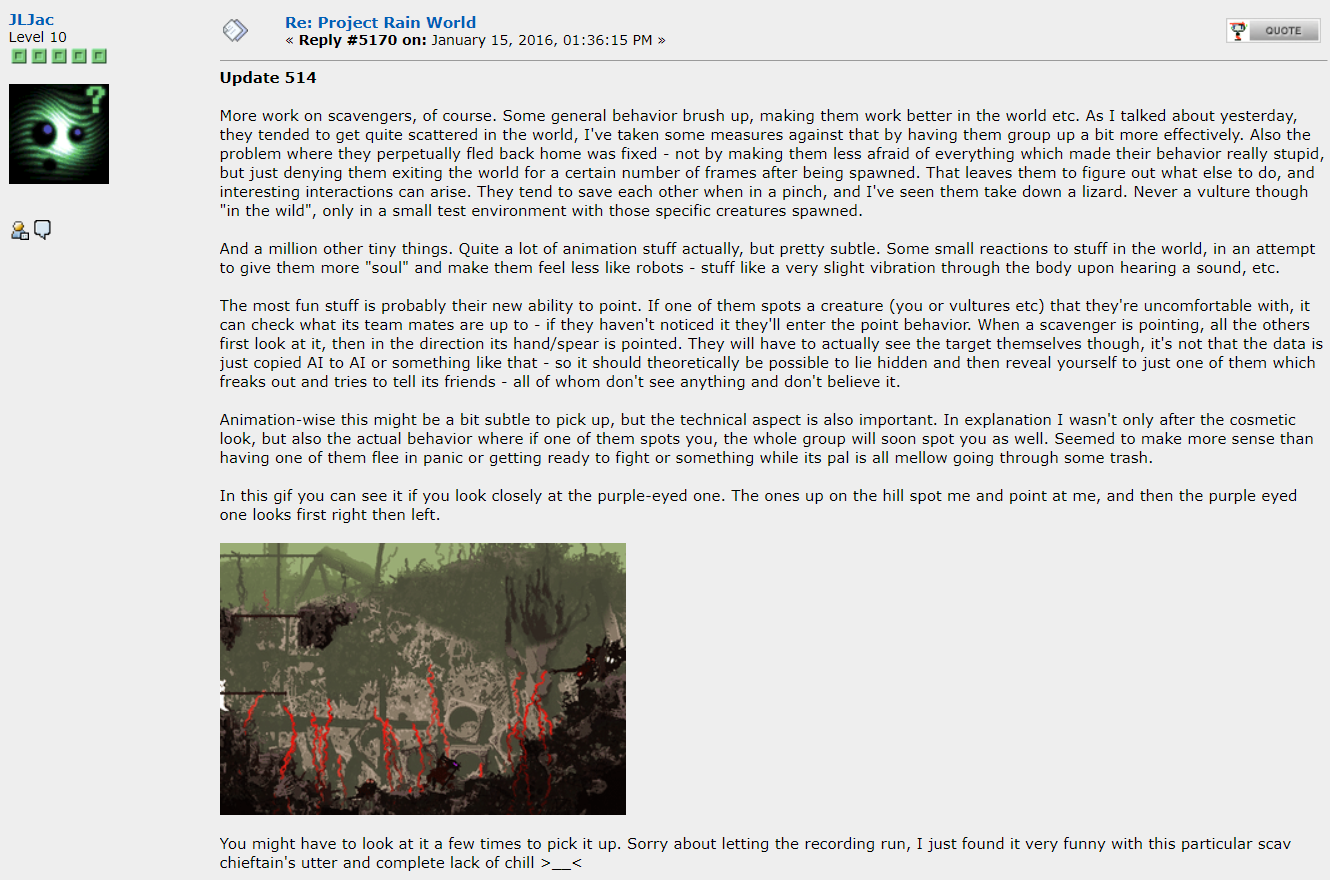 JLJac
Level 10
Re: Project Rain World
« Reply #5170 on: January 15, 2016, 01:36:15 PM »
QUOTE
Update 514
More work on scavengers, of course. Some general behavior brush up, making them work better in the world etc. As I talked about yesterday,
they tended to get quite scattered in the world, I've taken some measures against that by having them group up a bit more effectively. Also the
problem where they perpetually fled back home was fixed - not by making them less afraid of everything which made their behavior really stupid,
but just denying them exiting the world for a certain number of frames after being spawned. That leaves them to figure out what else to do, and
interesting interactions can arise. They tend to save each other when in a pinch, and I've seen them take down a lizard. Never a vulture though
"in the wild", only in a small test environment with those specific creatures spawned.
And a million other tiny things. Quite a lot of animation stuff actually, but pretty subtle. Some small reactions to stuff in the world, in an attempt
to give them more "soul" and make them feel less like robots - stuff like a very slight vibration through the body upon hearing a sound, etc.
The most fun stuff is probably their new ability to point. If one of them spots a creature (you or vultures etc) that they're uncomfortable with, it
can check what its team mates are up to - if they haven't noticed it they'll enter the point behavior. When a scavenger is pointing, all the others
first look at it, then in the direction its hand/spear is pointed. They will have to actually see the target themselves though, it's not that the data is
just copied AI to AI or something like that - so it should theoretically be possible to lie hidden and then reveal yourself to just one of them which
freaks out and tries to tell its friends - all of whom don't see anything and don't believe it.
Animation-wise this might be a bit subtle to pick up, but the technical aspect is also important. In explanation I wasn't only after the cosmetic
look, but also the actual behavior where if one of them spots you, the whole group will soon spot you as well. Seemed to make more sense than
having one of them flee in panic or getting ready to fight or something while its pal is all mellow going through some trash.
In this gif you can see it if you look closely at the purple-eyed one. The ones up on the hill spot me and point at me, and then the purple eyed
one looks first right then left.
You might have to look at it a few times to pick it up. Sorry about letting the recording run, I just found it very funny with this particular scav
chieftain's utter and complete lack of chill >__<